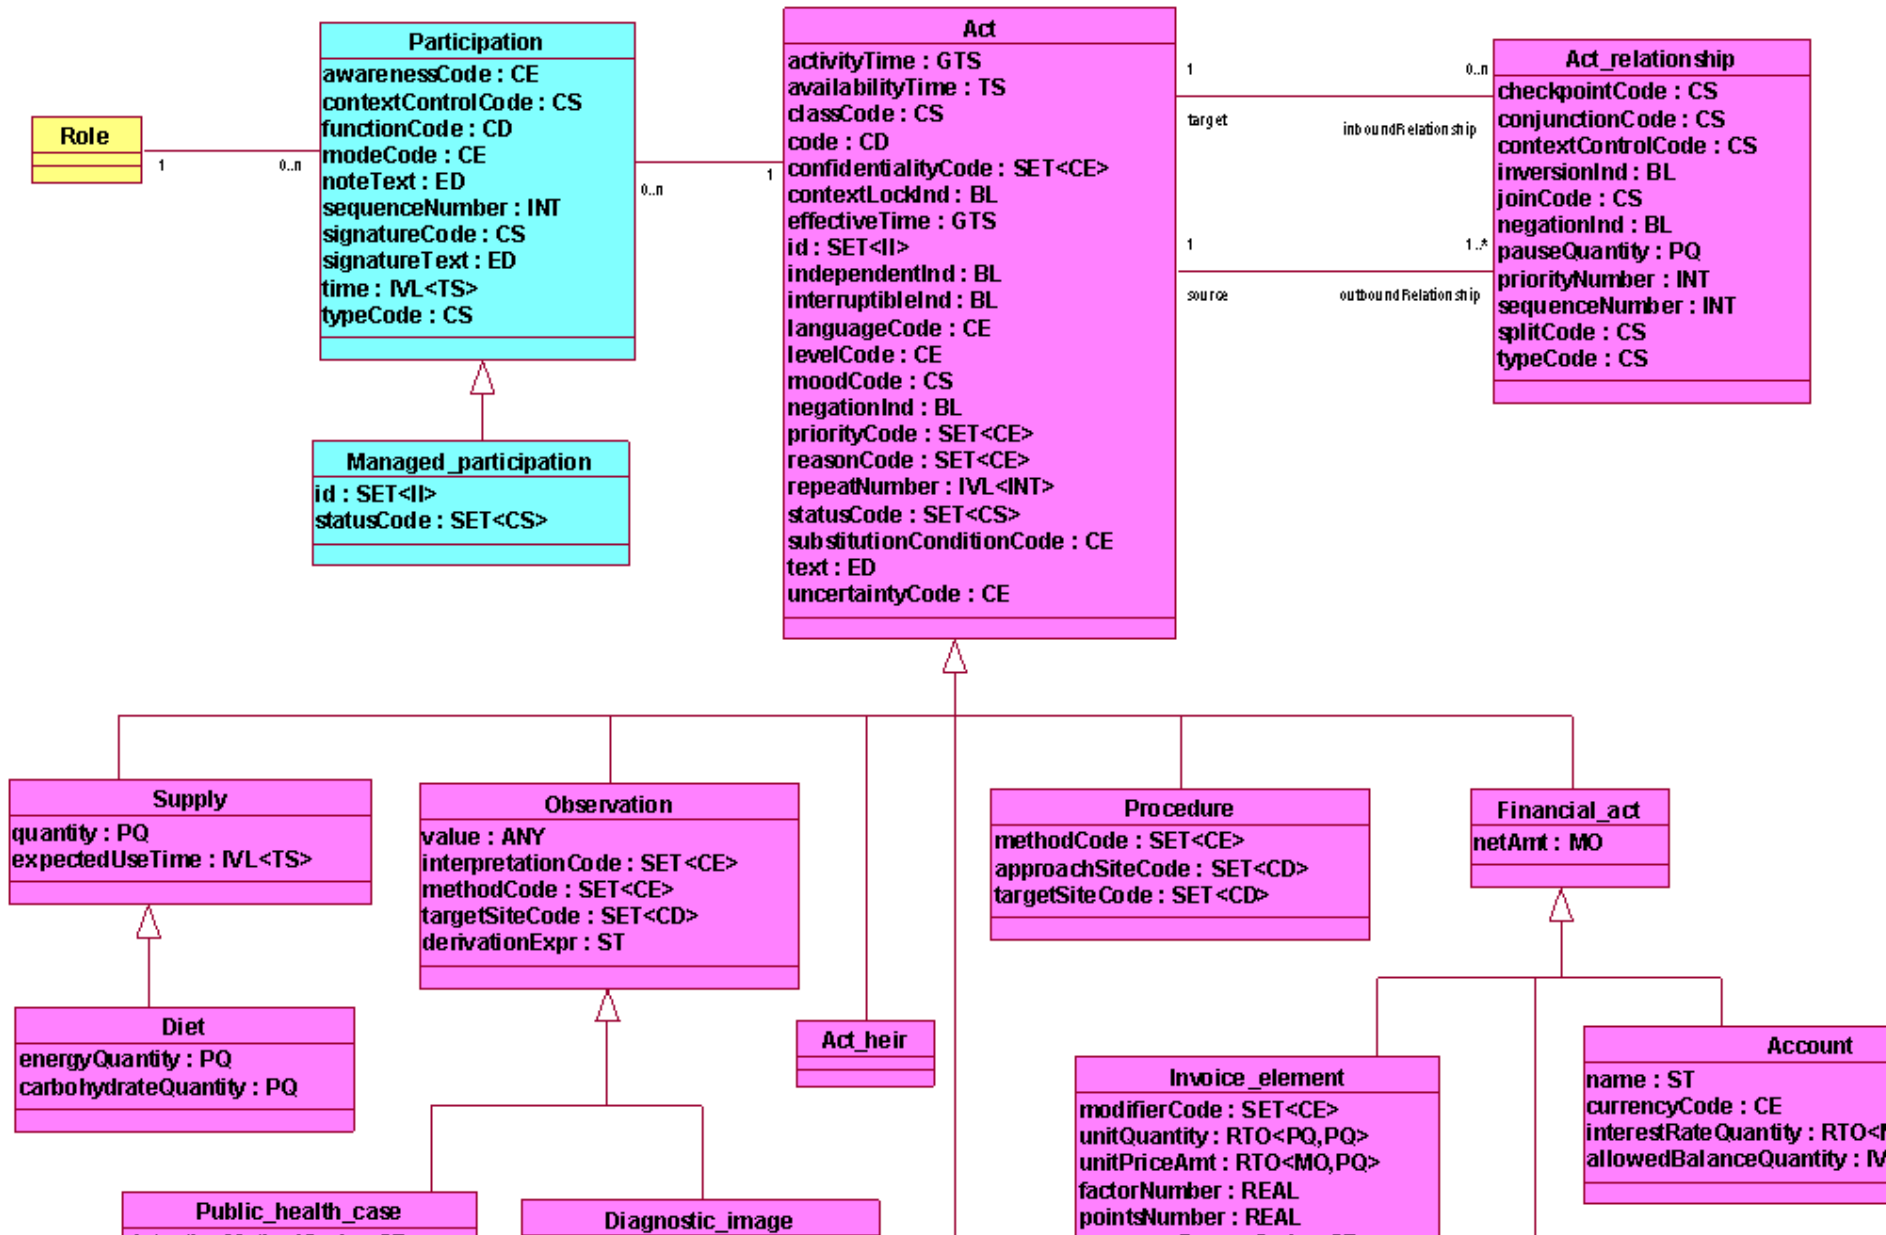 Role
1
0..n
Participation
awarenessCode : CE
contextControlCode : CS
functionCode : CD
modeCode : CE
noteText : ED
sequenceNumber : INT
signatureCode : CS
signatureText : ED
time : IVL<TS>
typeCode : CS
0..n
1
Managed_participation
id : SET<II>
statusCode : SET<CS>
Act
activityTime : GTS
availabilityTime : TS
classCode : CS
code : CD
confidentialityCode : SET<CE>
contextLockInd : BL
effectiveTime : GTS
id : SET<II>
independentInd : BL
interruptibleInd : BL
languageCode : CE
levelCode : CE
moodCode : CS
negationInd : BL
priorityCode : SET<CE>
reasonCode : SET<CE>
repeatNumber : IVL<INT>
statusCode : SET<CS>
substitutionConditionCode : CE
text : ED
uncertaintyCode : CE
1
0..n
target
inboundRelationship
1
1..*
source
outboundRelationship
Act_relationship
checkpointCode : CS
conjunctionCode : CS
contextControlCode : CS
inversionInd : BL
joinCode : CS
negationInd : BL
pauseQuantity : PQ
priorityNumber : INT
sequenceNumber : INT
splitCode : CS
typeCode : CS
Supply
quantity : PQ
expectedUseTime : IVL<TS>
Observation
value : ANY
interpretationCode : SET<CE>
methodCode : SET<CE>
targetSiteCode : SET<CD>
derivationExpr : ST
Procedure
methodCode : SET<CE>
approachSiteCode : SET<CD>
targetSiteCode : SET<CD>
Financial_act
netAmt : MO
Diet
energyQuantity : PQ
carbohydrateQuantity : PQ
Act_heir
Invoice_element
modifierCode : SET<CE>
unitQuantity : RTO<PQ,PQ>
unitPriceAmt : RTO<MO,PQ>
factorNumber : REAL
pointsNumber : REAL
Account
name : ST
currencyCode : CE
interestRateQuantity : RTO<
allowedBalanceQuantity :
Public_health_case
Diagnostic_image